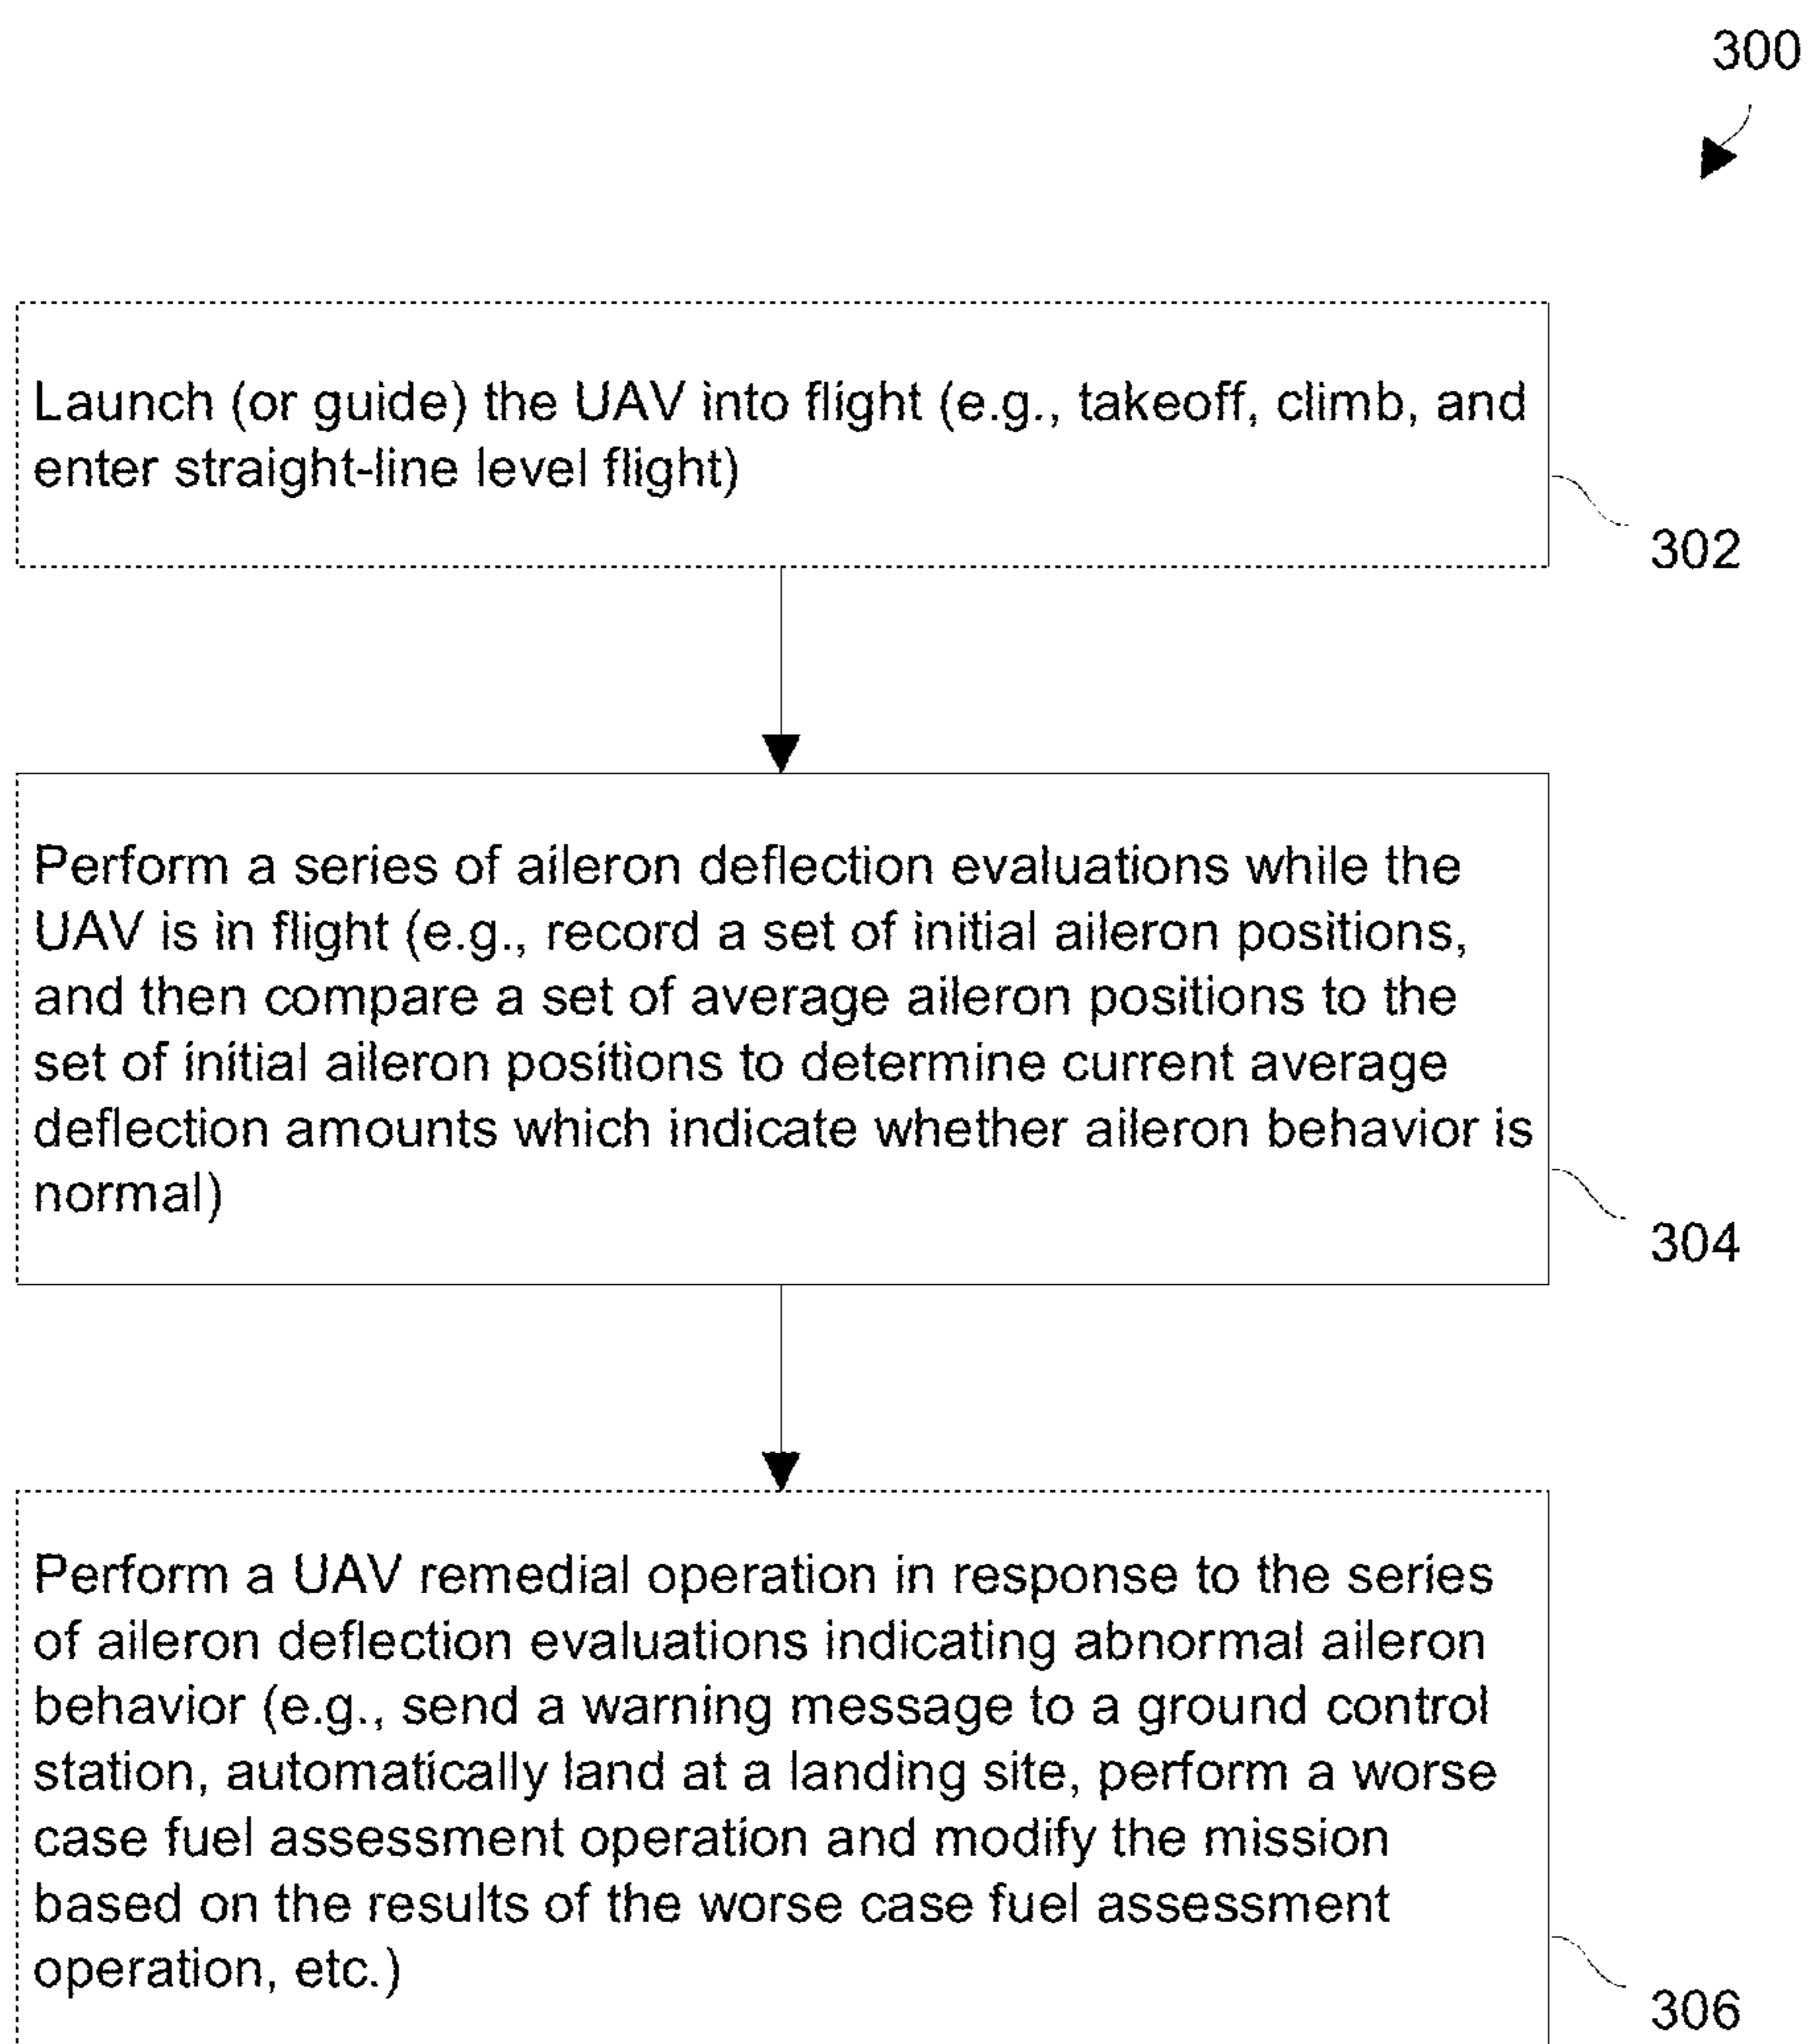 300
Launch (or guide) the UAV into flight (e.g., takeoff, climb, and
enter straight-line level flight)
302
Perform a series of aileron deflection evaluations while the
UAV is in flight (e.g., record a set of initial aileron positions,
and then compare a set of average aileron positions to the
set of initial aileron positions to determine current average
deflection amounts which indicate whether aileron behavior is
normal)
304
Perform a UAV remedial operation in response to the series
of aileron deflection evaluations indicating abnormal aileron
behavior (e.g., send a warning message to a ground control
station, automatically land at a landing site, perform a worse
case fuel assessment operation and modify the mission
based on the results of the worse case fuel assessment
operation, etc.)
306